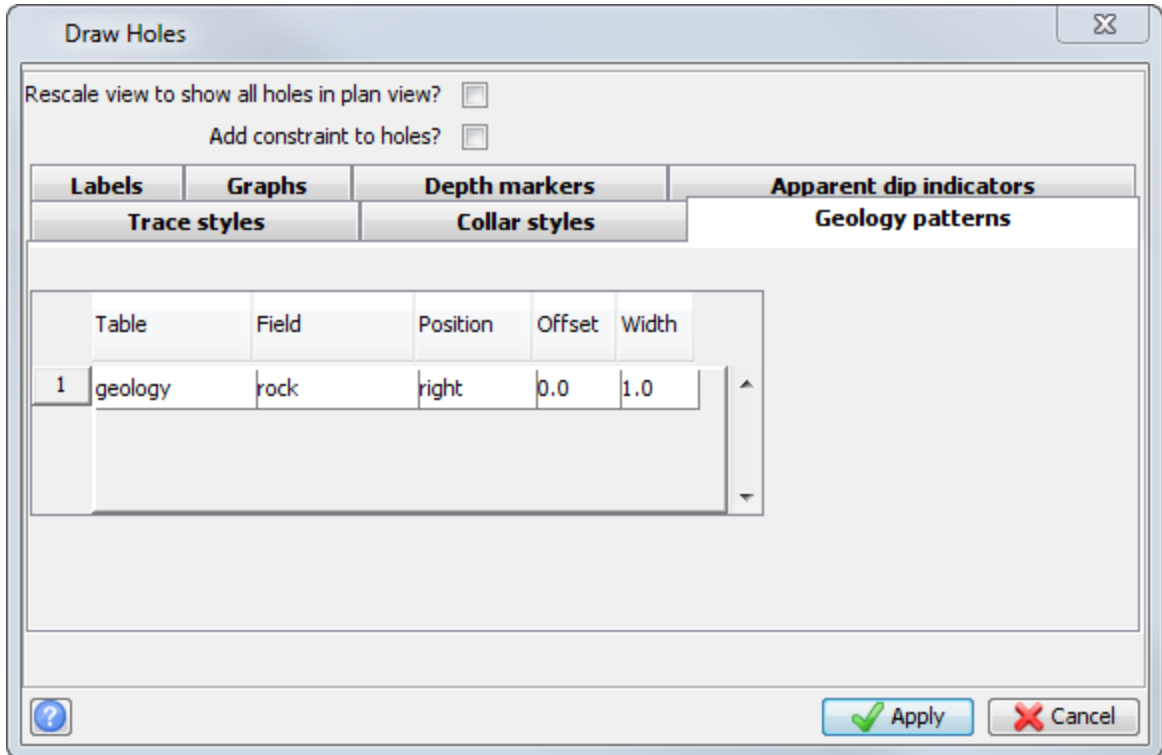 Draw Holes
Rescale view to show all holes in plan view?
Add constraint to holes?
Labels Graphs Depth markers Apparent dip indicators
Trace styles Collar styles Geology patterns
Table Field Position Offset Width
1 geology rock right 0.0 1.0
? Apply Cancel